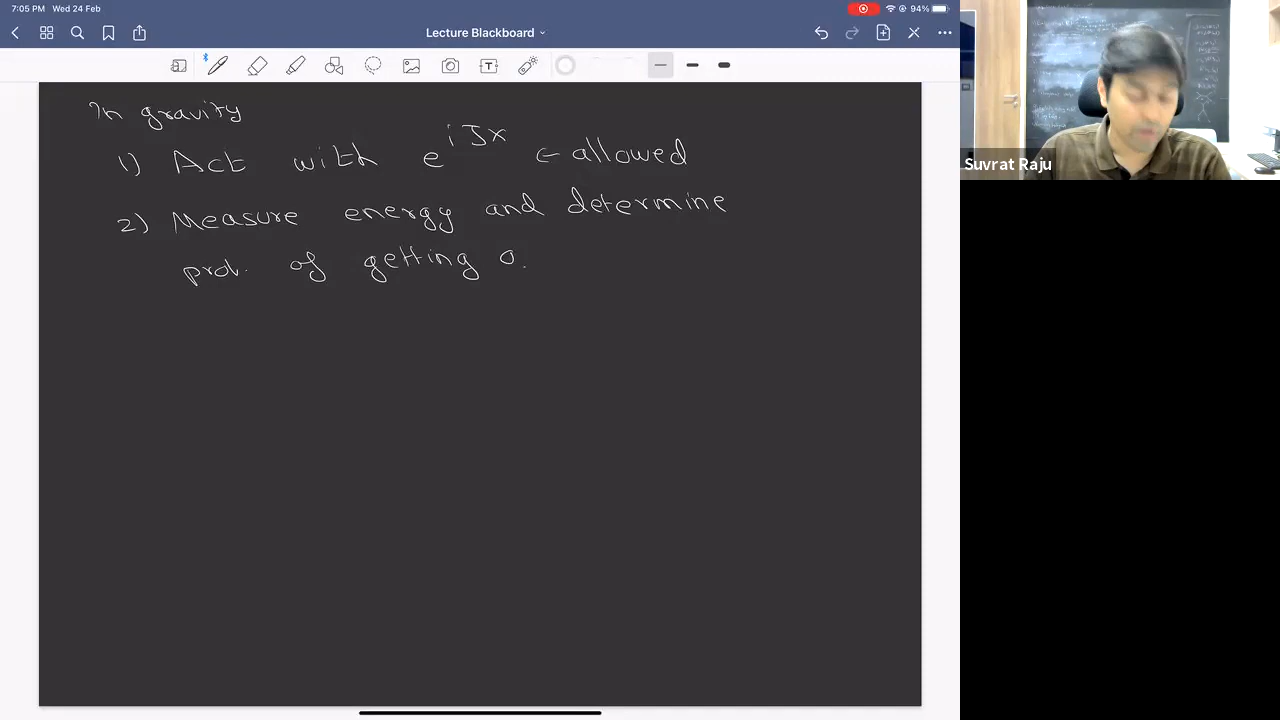 7:05 PM Wed 24 Feb
94%
Lecture Blackboard
T
In gravity
1) Act with e^{iJx} ← allowed
2) Measure energy and determine
prob. of getting 0.
Suvrat Raju